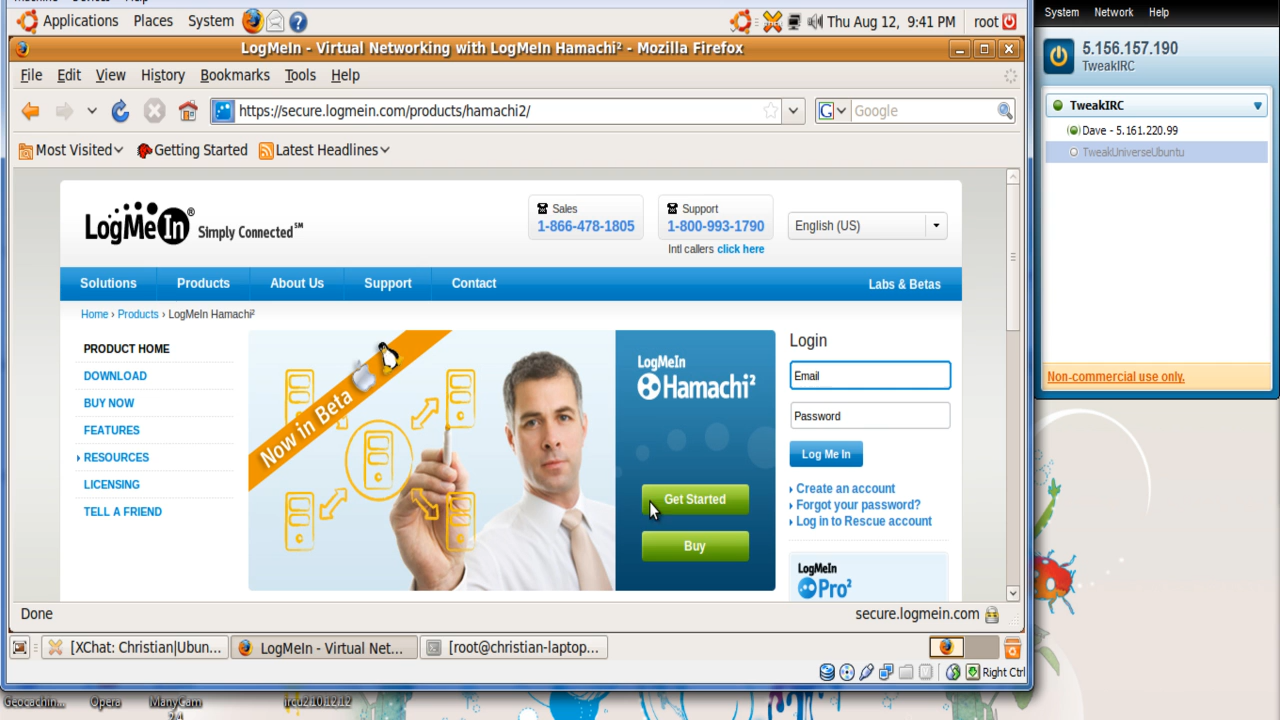 Machine Devices Help
Applications Places System
Thu Aug 12, 9:41 PM root
LogMeIn - Virtual Networking with LogMeIn Hamachi² - Mozilla Firefox
File Edit View History Bookmarks Tools Help
https://secure.logmein.com/products/hamachi2/
G Google
Most Visited Getting Started Latest Headlines
LogMeIn® Simply Connected℠
Sales
1-866-478-1805
Support
1-800-993-1790
Intl callers click here
English (US)
Solutions Products About Us Support Contact Labs & Betas
Home › Products › LogMeIn Hamachi²
PRODUCT HOME
DOWNLOAD
BUY NOW
FEATURES
RESOURCES
LICENSING
TELL A FRIEND
Now in Beta
LogMeIn
Hamachi²
Get Started
Buy
Login
Email
Password
Log Me In
Create an account
Forgot your password?
Log in to Rescue account
LogMeIn
Pro²
Done
secure.logmein.com
[XChat: Christian|Ubun...
LogMeIn - Virtual Net...
[root@christian-laptop...
Right Ctrl
System Network Help
5.156.157.190
TweakIRC
TweakIRC
Dave - 5.161.220.99
TweakUniverseUbuntu
Non-commercial use only.
Geocachin... Opera ManyCam
2.4